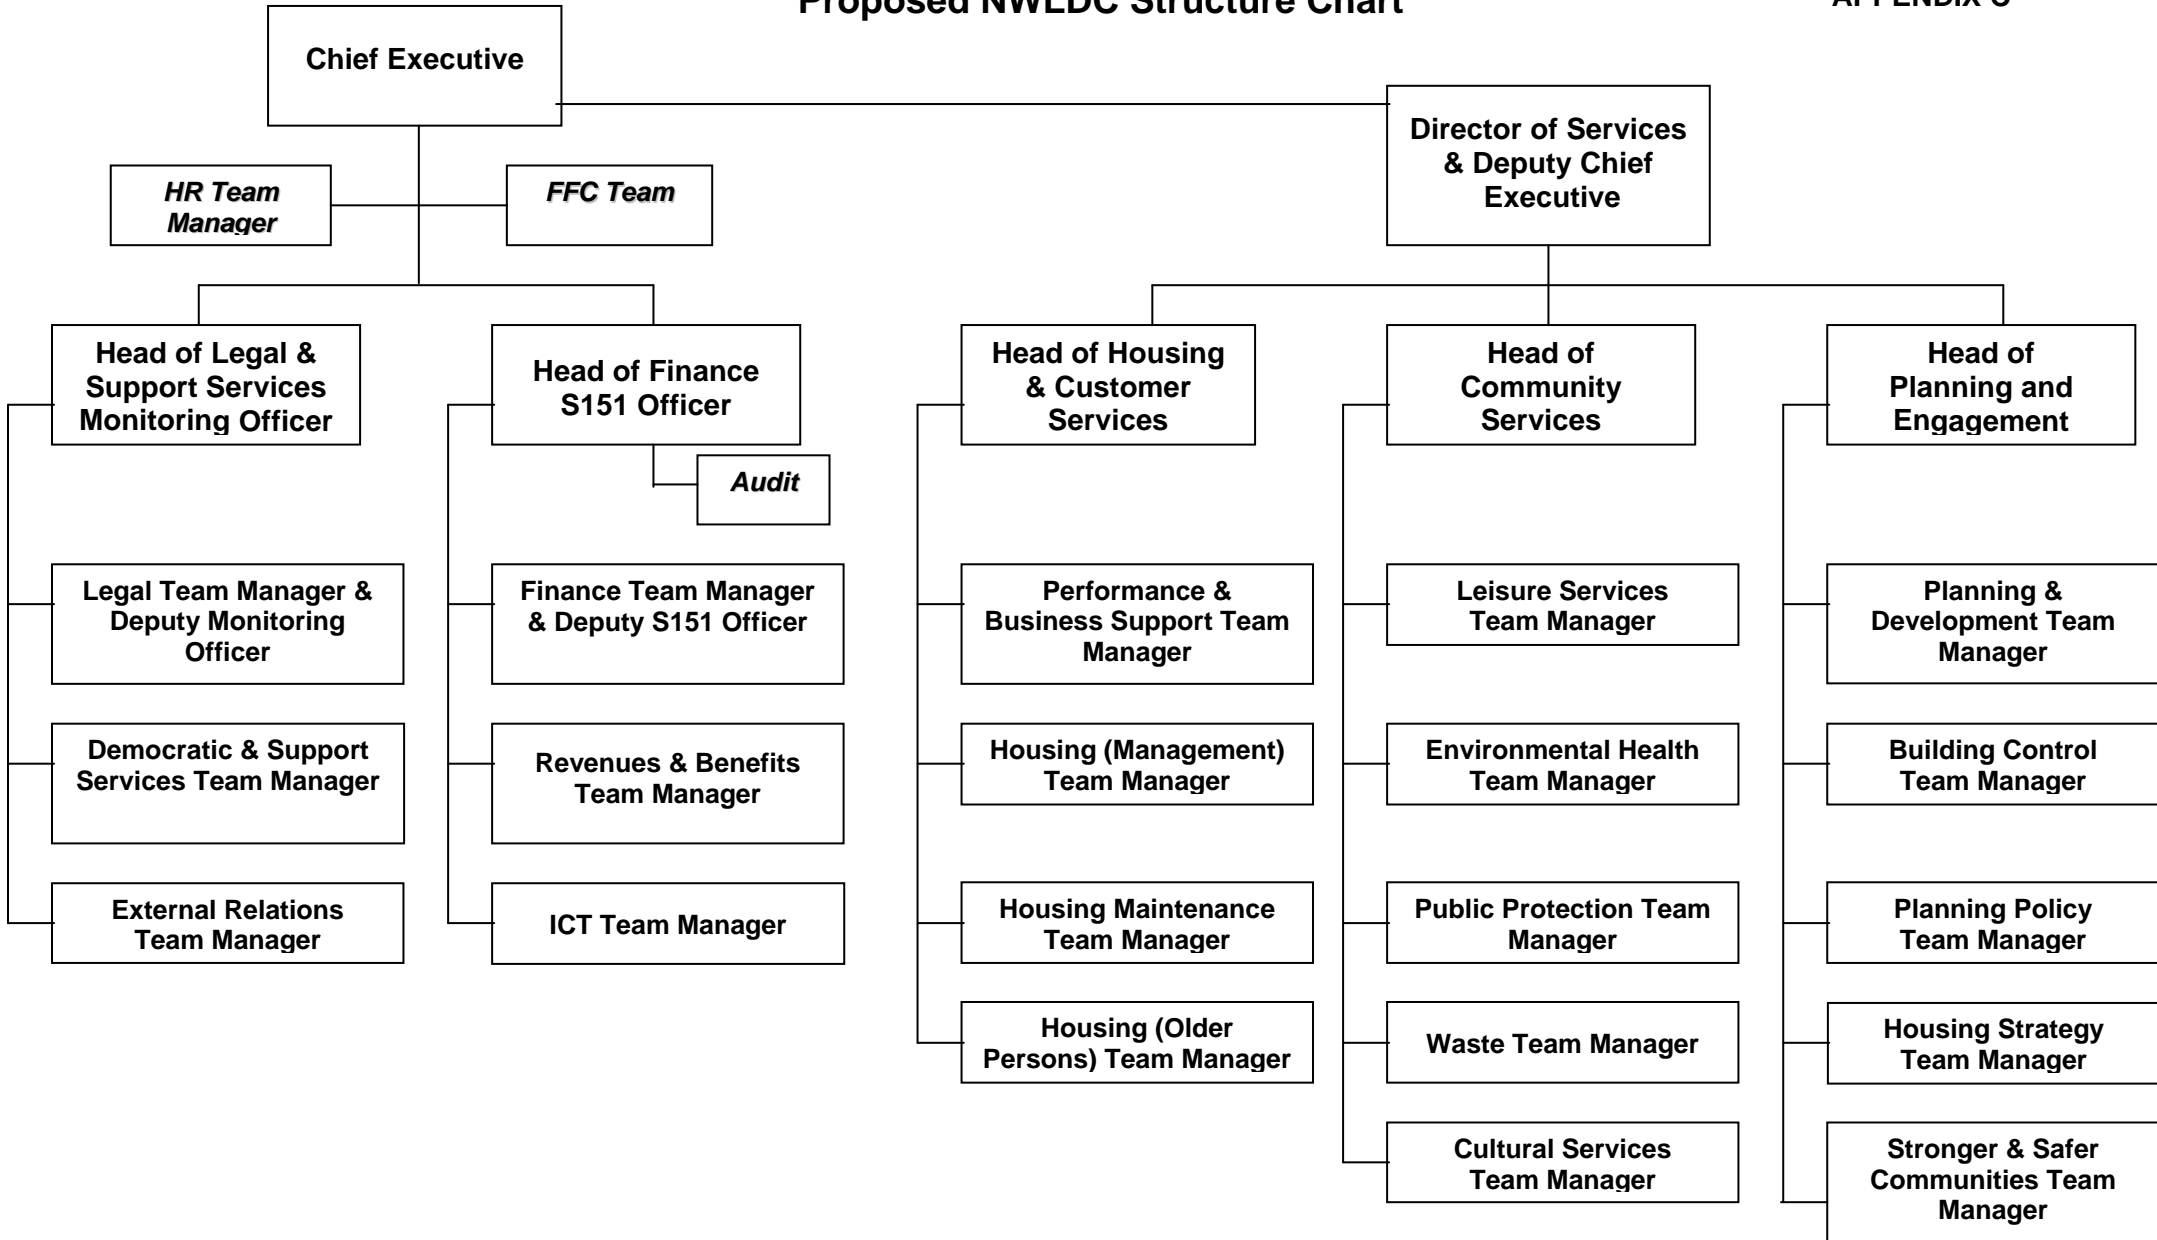 Proposed NWLDC Structure Chart
APPENDIX C
Chief Executive
Director of Services
& Deputy Chief
Executive
HR Team
Manager
FFC Team
Head of Legal &
Support Services
Monitoring Officer
Head of Finance
S151 Officer
Head of Housing
& Customer
Services
Head of
Community
Services
Head of
Planning and
Engagement
Audit
Legal Team Manager &
Deputy Monitoring
Officer
Finance Team Manager
& Deputy S151 Officer
Performance &
Business Support Team
Manager
Leisure Services
Team Manager
Planning &
Development Team
Manager
Democratic & Support
Services Team Manager
Revenues & Benefits
Team Manager
Housing (Management)
Team Manager
Environmental Health
Team Manager
Building Control
Team Manager
External Relations
Team Manager
ICT Team Manager
Housing Maintenance
Team Manager
Public Protection Team
Manager
Planning Policy
Team Manager
Housing (Older
Persons) Team Manager
Waste Team Manager
Housing Strategy
Team Manager
Cultural Services
Team Manager
Stronger & Safer
Communities Team
Manager